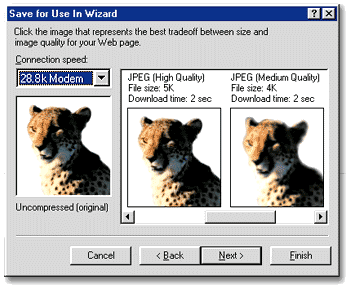 Save for Use In Wizard
Click the image that represents the best tradeoff between size and
image quality for your Web page.
Connection speed:
28.8k Modem
JPEG (High Quality)
File size: 5K
Download time: 2 sec
JPEG (Medium Quality)
File size: 4K
Download time: 2 sec
Uncompressed (original)
Cancel
< Back
Next >
Finish